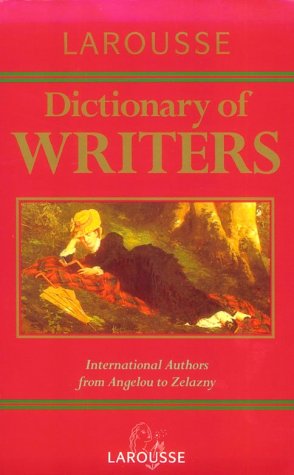 LAROUSSE
Dictionary of
WRITERS
International Authors
from Angelou to Zelazny
LAROUSSE